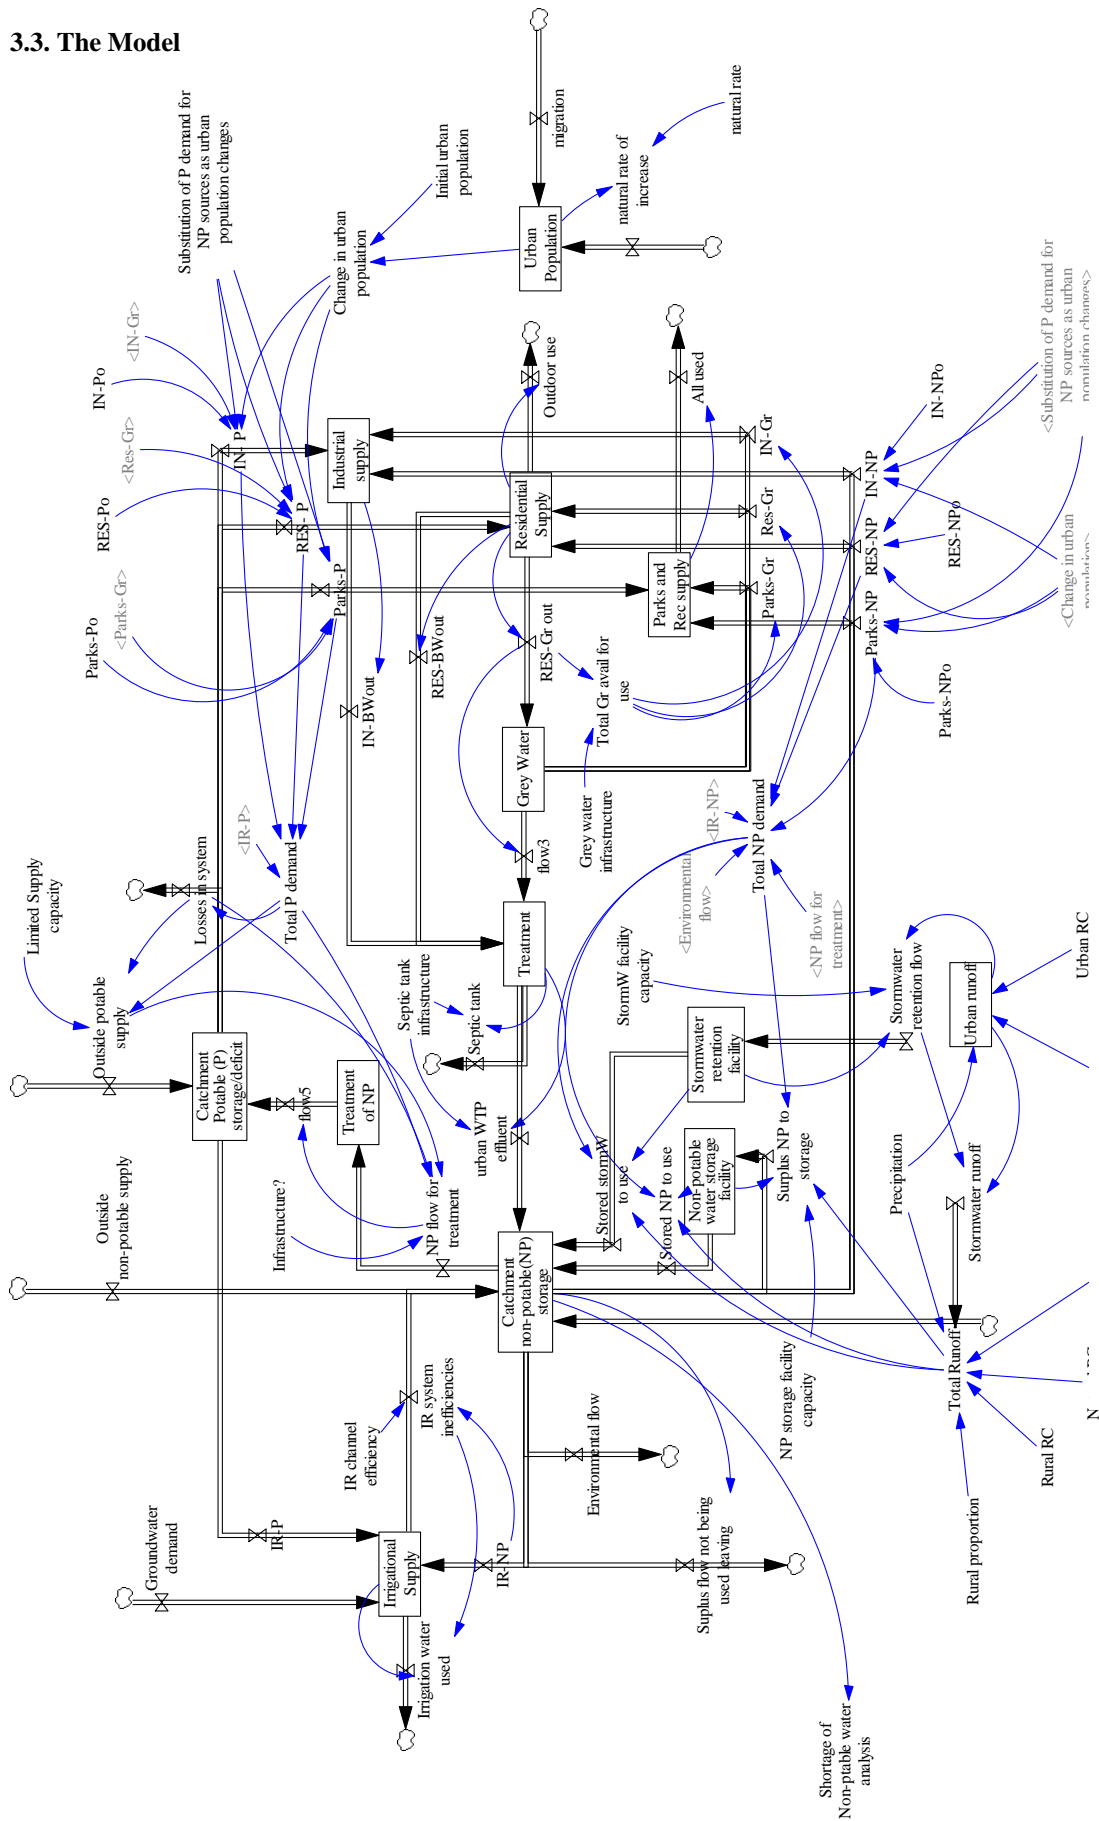 3.3. The Model
Substitution of P demand for
NP sources as urban
population changes
migration
natural rate
natural rate of
increase
Initial urban
population
Change in urban
population
Urban
Population
<IN-Gr>
IN-Po
IN- P
<Res-Gr>
RES-Po
RES- P
<Parks-Gr>
Parks-Po
Parks-P
Industrial
supply
Outdoor use
Residential
Supply
All used
IN-Gr
Res-Gr
Parks-Gr
Parks and
Rec supply
<Substitution of P demand for
NP sources as urban
population changes>
IN-NPo
IN-NP
RES-NP
RES-NPo
<Change in urban
population>
Parks-NP
Parks-NPo
IN-BWout
RES-BWout
RES-Gr out
Total Gr avail for
use
Grey Water
Grey water
infrastructure
flow3
Treatment
<IR-P>
Total P demand
Losses in system
Limited Supply
capacity
Outside potable
supply
Catchment
Potable (P)
storage/deficit
flow5
Treatment
of NP
Septic tank
infrastructure
Septic tank
urban WTP
effluent
NP flow for
treatment
Infrastructure?
Outside
non-potable supply
<IR-NP>
Total NP demand
<Environmental
flow>
<NP flow for
treatment>
StormW facility
capacity
Stormwater
retention flow
Urban runoff
Urban RC
Stormwater
retention
facility
Stored stormW
to use
Stored NP to use
Non-potable
water storage
facility
Surplus NP to
storage
Precipitation
Stormwater runoff
Catchment
non-potable(NP)
storage
NP storage facility
capacity
Total Runoff
Rural RC
Rural proportion
N
IR channel
efficiency
IR system
inefficiencies
Environmental flow
IR-P
Groundwater
demand
Irrigational
Supply
IR-NP
Irrigation water
used
Suplus flow not being
used leaving
Shortage of
Non-ptable water
analysis